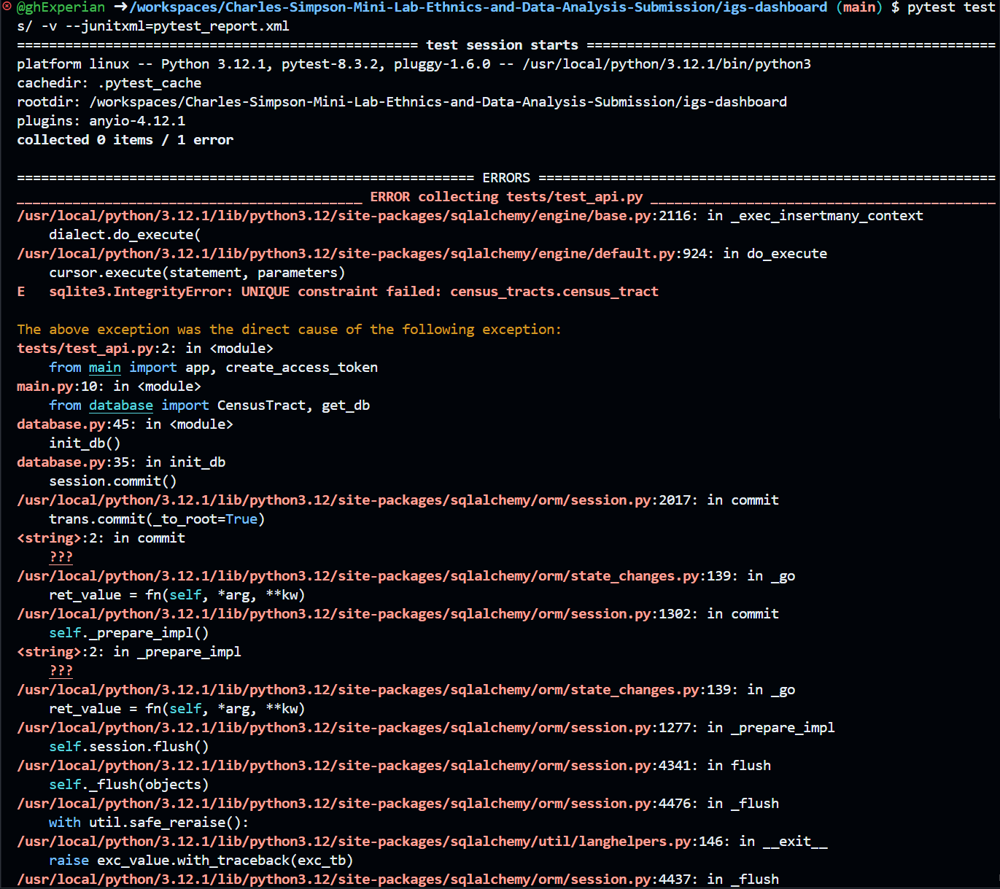 @ghExperian ➜/workspaces/Charles-Simpson-Mini-Lab-Ethnics-and-Data-Analysis-Submission/igs-dashboard (main) $ pytest test
s/ -v --junitxml=pytest_report.xml
================================================== test session starts ===================================================
platform linux -- Python 3.12.1, pytest-8.3.2, pluggy-1.6.0 -- /usr/local/python/3.12.1/bin/python3
cachedir: .pytest_cache
rootdir: /workspaces/Charles-Simpson-Mini-Lab-Ethnics-and-Data-Analysis-Submission/igs-dashboard
plugins: anyio-4.12.1
collected 0 items / 1 error
========================================================= ERRORS =========================================================
___________________________________________ ERROR collecting tests/test_api.py ___________________________________________
/usr/local/python/3.12.1/lib/python3.12/site-packages/sqlalchemy/engine/base.py:2116: in _exec_insertmany_context
    dialect.do_execute(
/usr/local/python/3.12.1/lib/python3.12/site-packages/sqlalchemy/engine/default.py:924: in do_execute
    cursor.execute(statement, parameters)
E   sqlite3.IntegrityError: UNIQUE constraint failed: census_tracts.census_tract
The above exception was the direct cause of the following exception:
tests/test_api.py:2: in <module>
    from main import app, create_access_token
main.py:10: in <module>
    from database import CensusTract, get_db
database.py:45: in <module>
    init_db()
database.py:35: in init_db
    session.commit()
/usr/local/python/3.12.1/lib/python3.12/site-packages/sqlalchemy/orm/session.py:2017: in commit
    trans.commit(_to_root=True)
<string>:2: in commit
    ???
/usr/local/python/3.12.1/lib/python3.12/site-packages/sqlalchemy/orm/state_changes.py:139: in _go
    ret_value = fn(self, *arg, **kw)
/usr/local/python/3.12.1/lib/python3.12/site-packages/sqlalchemy/orm/session.py:1302: in commit
    self._prepare_impl()
<string>:2: in _prepare_impl
    ???
/usr/local/python/3.12.1/lib/python3.12/site-packages/sqlalchemy/orm/state_changes.py:139: in _go
    ret_value = fn(self, *arg, **kw)
/usr/local/python/3.12.1/lib/python3.12/site-packages/sqlalchemy/orm/session.py:1277: in _prepare_impl
    self.session.flush()
/usr/local/python/3.12.1/lib/python3.12/site-packages/sqlalchemy/orm/session.py:4341: in flush
    self._flush(objects)
/usr/local/python/3.12.1/lib/python3.12/site-packages/sqlalchemy/orm/session.py:4476: in _flush
    with util.safe_reraise():
/usr/local/python/3.12.1/lib/python3.12/site-packages/sqlalchemy/util/langhelpers.py:146: in __exit__
    raise exc_value.with_traceback(exc_tb)
/usr/local/python/3.12.1/lib/python3.12/site-packages/sqlalchemy/orm/session.py:4437: in _flush